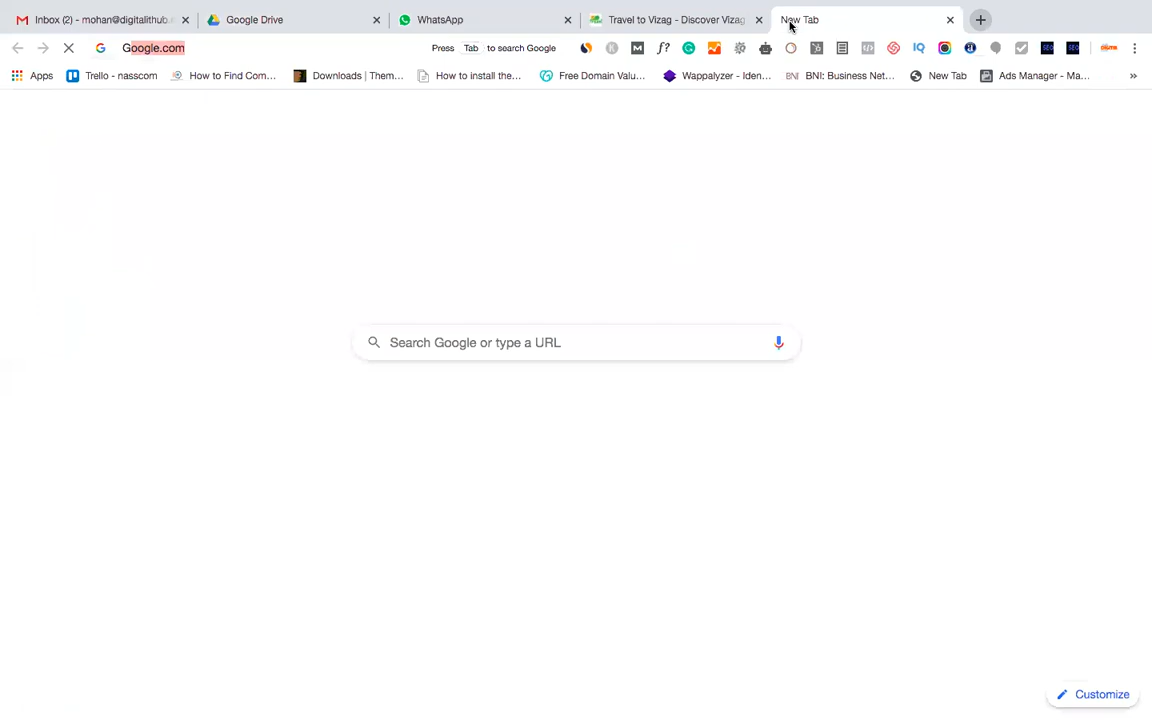 Inbox (2) - mohan@digitalithub. Google Drive WhatsApp Travel to Vizag - Discover Vizag New Tab
Google.com Press Tab to search Google
Apps Trello - nasscom How to Find Com... Downloads | Them... How to install the... Free Domain Valu... Wappalyzer - Iden... BNI: Business Net... New Tab Ads Manager - Ma... »
Search Google or type a URL
Customize